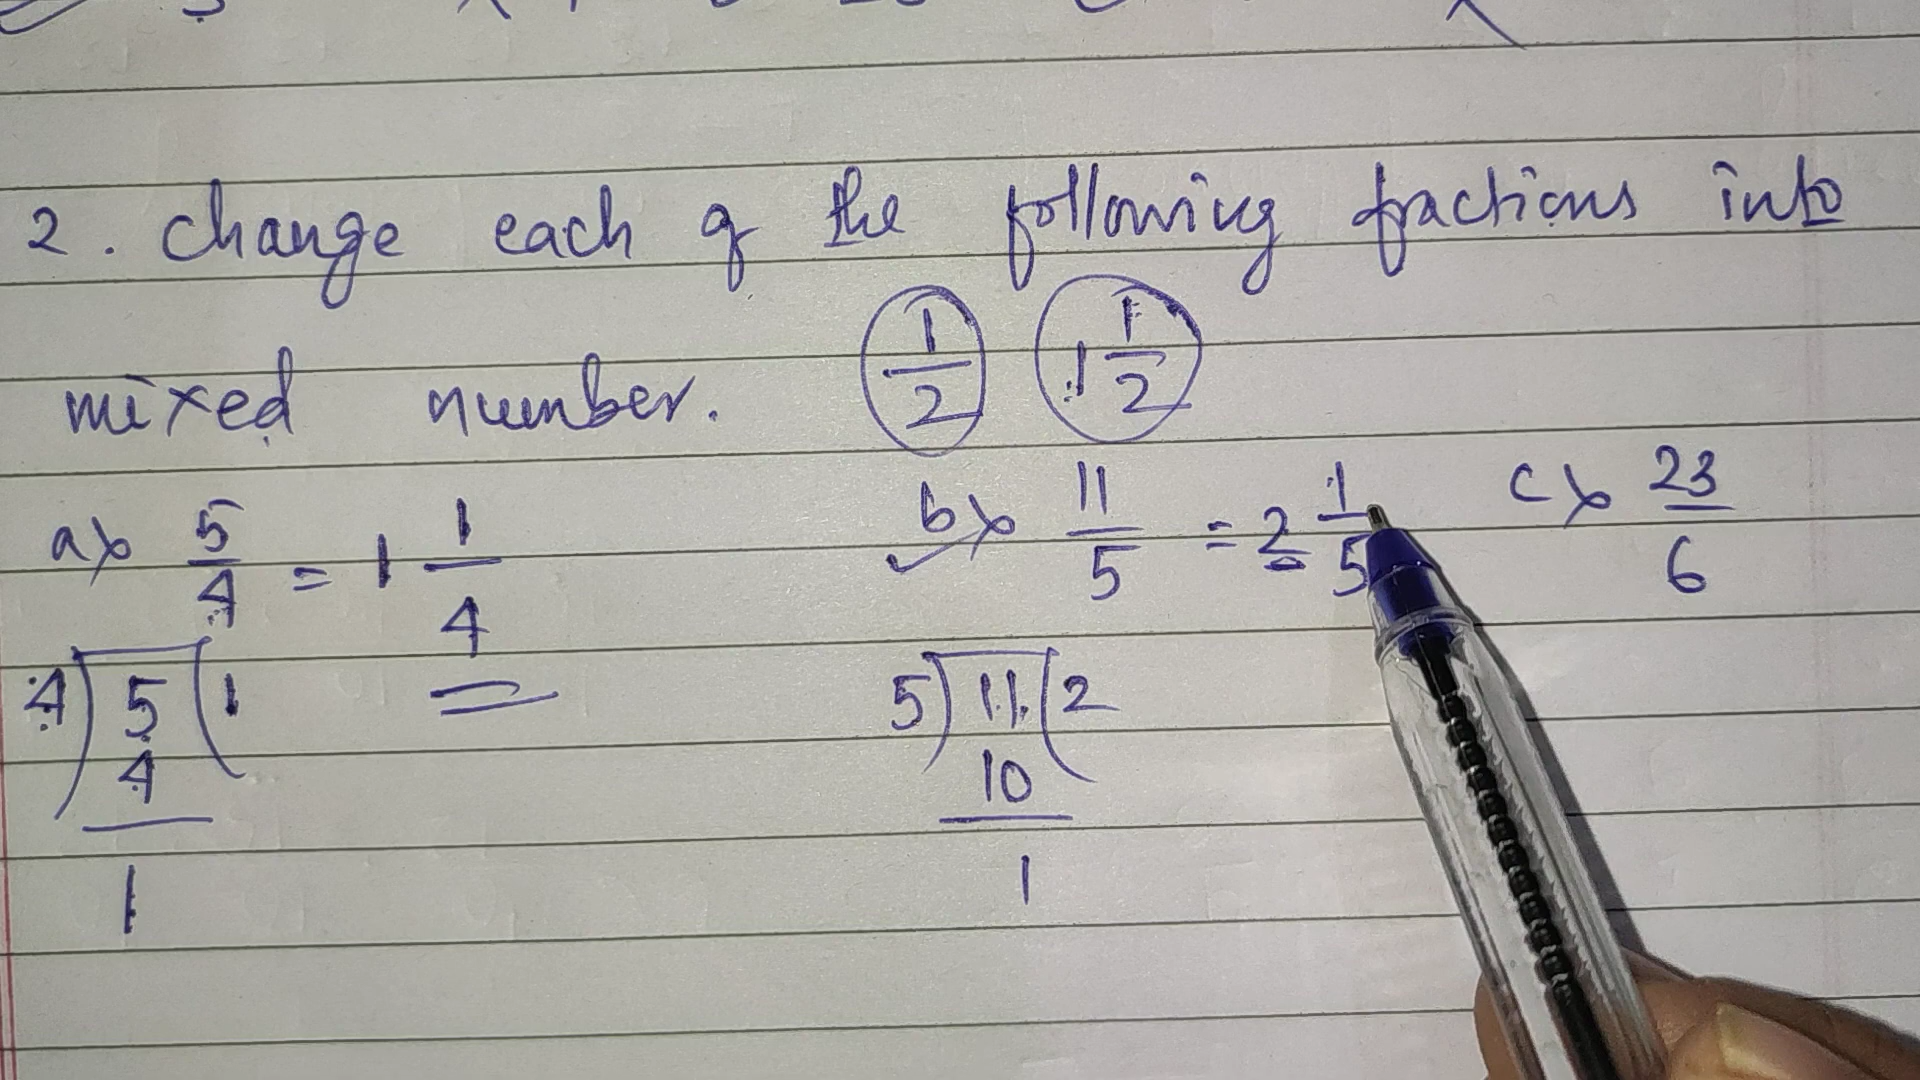 2. Change each of the following fractions into
mixed number. 1/2 1 1/2
a) 5/4 = 1 1/4 b) 11/5 = 2 1/5 c) 23/6
4) 5 (1 5) 11 (2
4 10
1 1